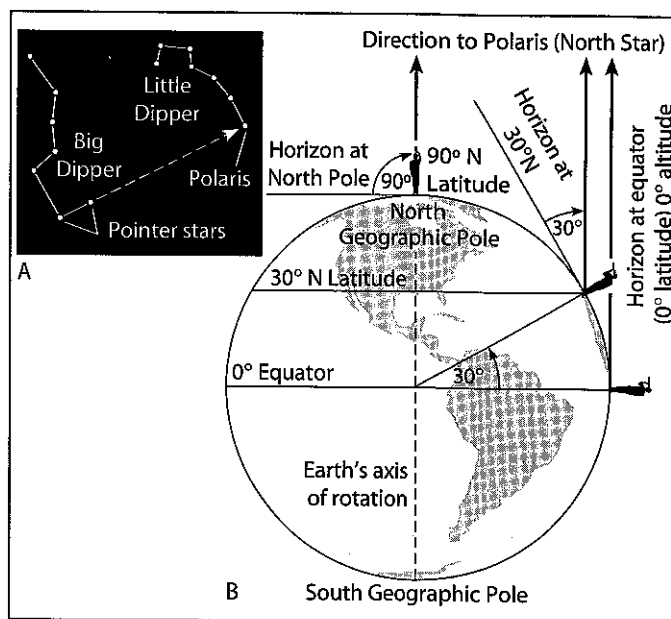 Direction to Polaris (North Star)
Little
Dipper
Big
Dipper
Polaris
Pointer stars
A
Horizon at
North Pole
90°
90° N
Latitude
Horizon at
30°N
30°
Horizon at equator
(0° latitude) 0° altitude
North
Geographic Pole
30° N Latitude
0° Equator
30°
Earth's axis
of rotation
B
South Geographic Pole